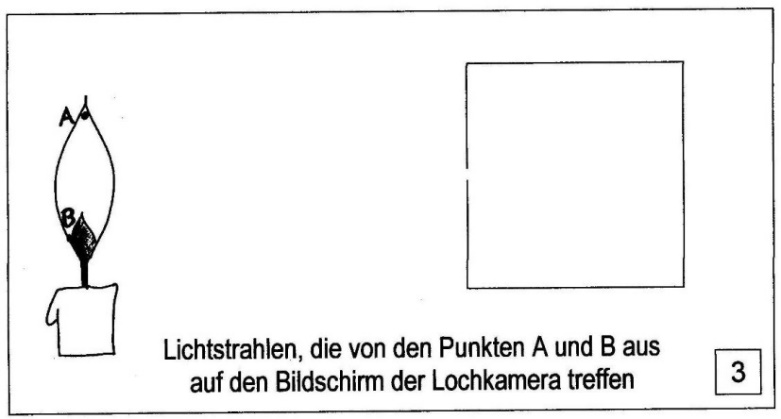 A
B
Lichtstrahlen, die von den Punkten A und B aus
auf den Bildschirm der Lochkamera treffen
3